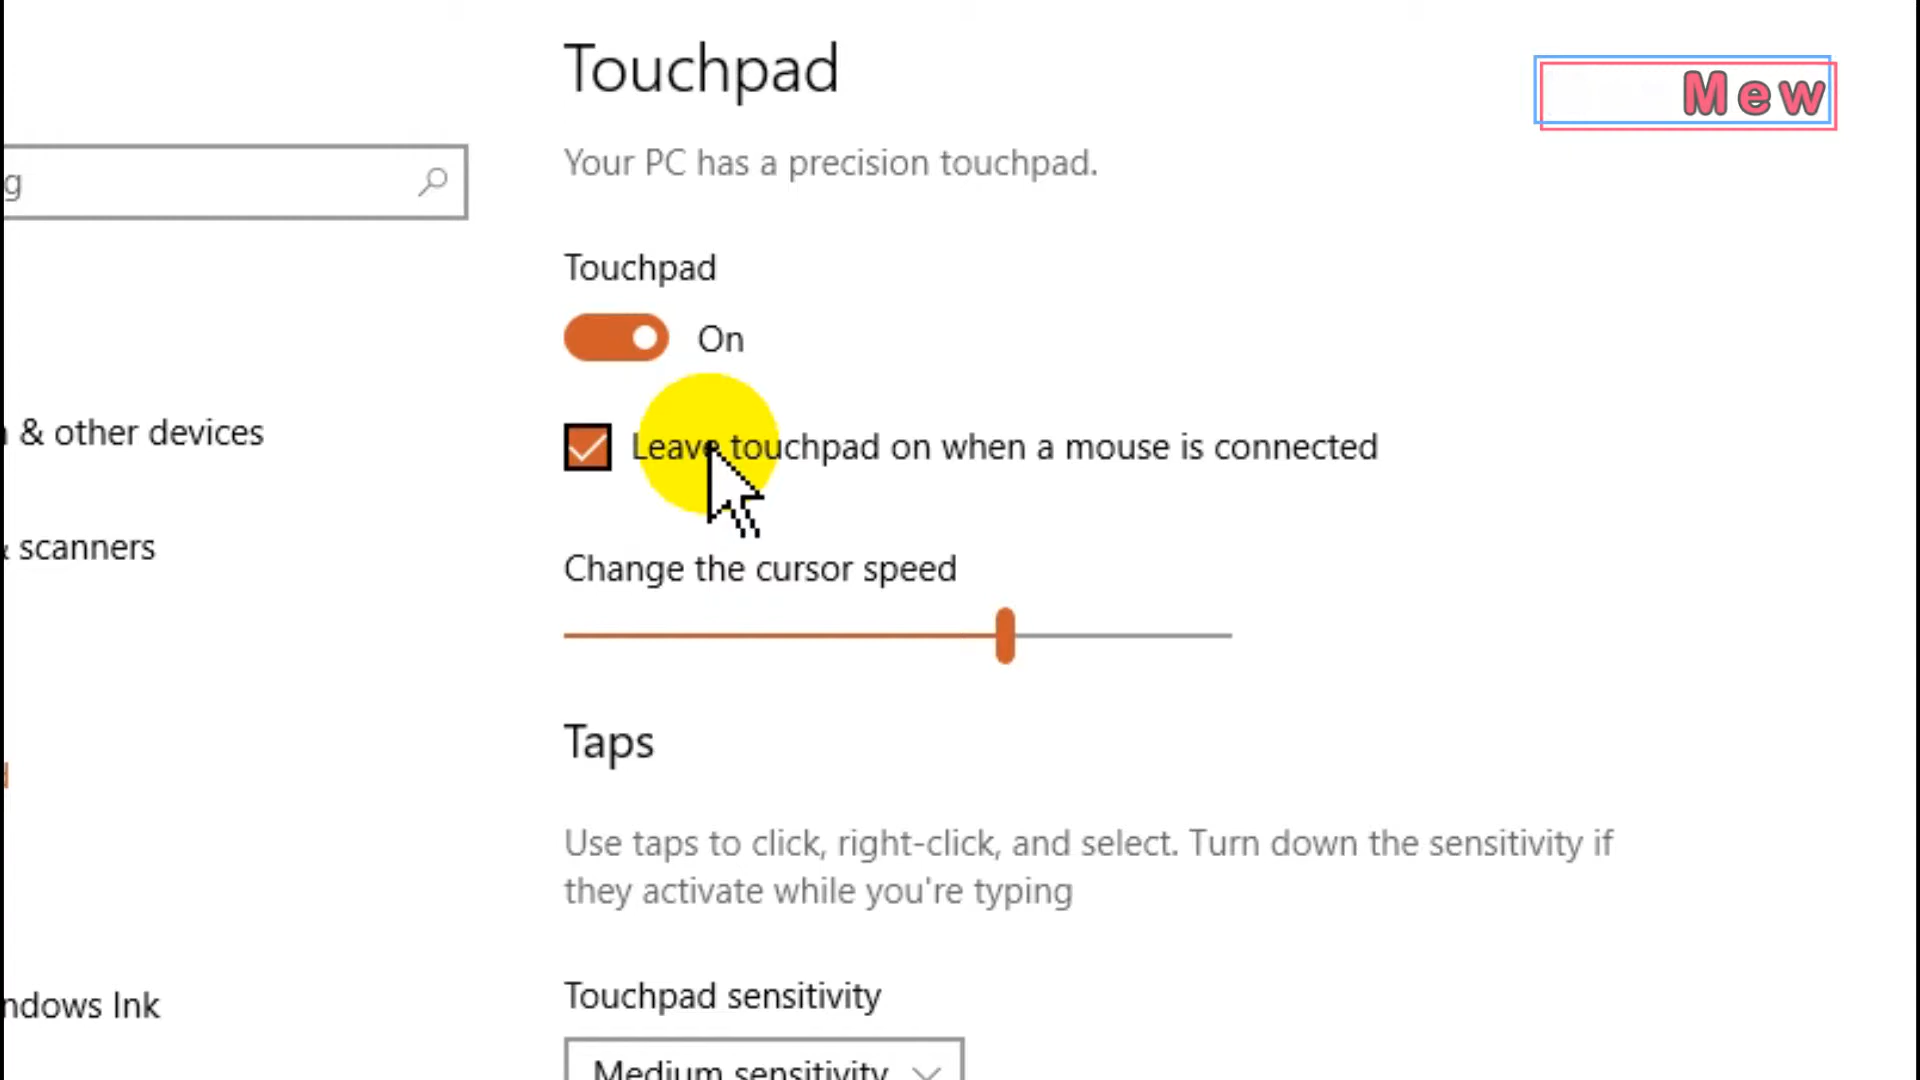 Touchpad
Mew
Your PC has a precision touchpad.
g
Touchpad
On
Leave touchpad on when a mouse is connected
& other devices
Change the cursor speed
& scanners
Taps
Use taps to click, right-click, and select. Turn down the sensitivity if
they activate while you're typing
Touchpad sensitivity
ndows Ink
Medium sensitivity